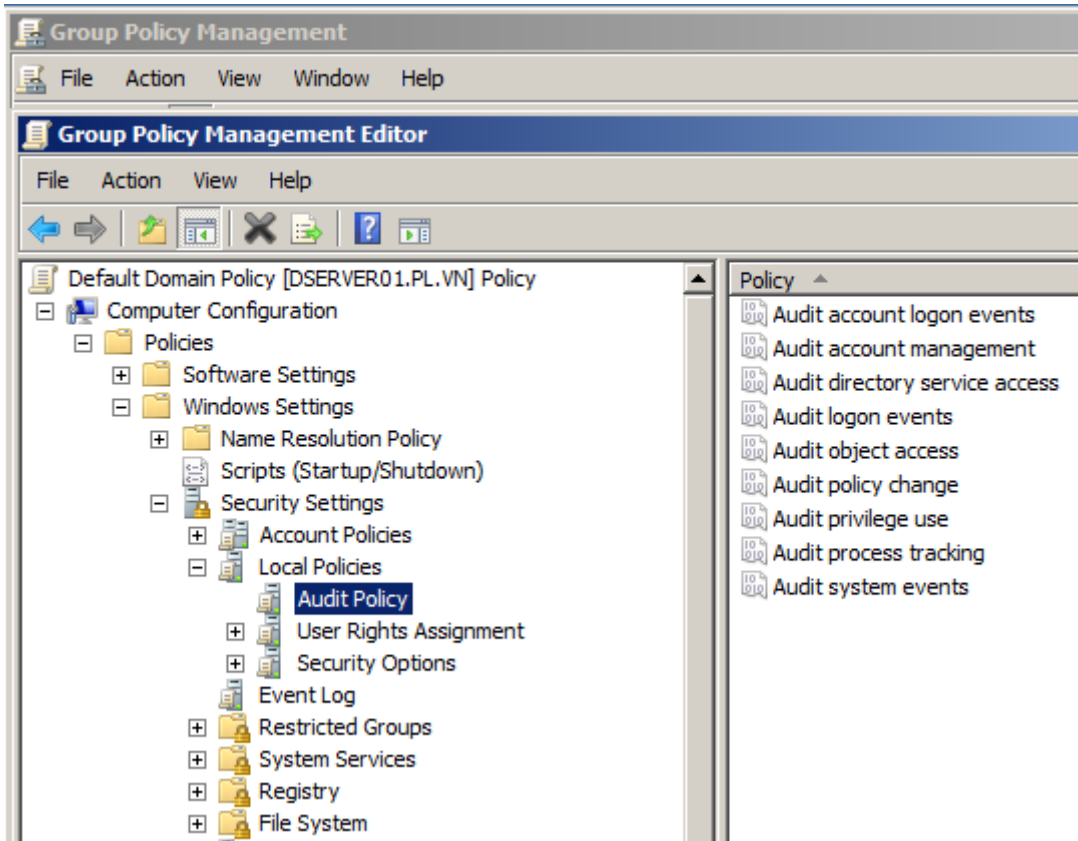 Group Policy Management
File Action View Window Help
Group Policy Management Editor
File Action View Help
Default Domain Policy [DSERVER01.PL.VN] Policy
Computer Configuration
Policies
Software Settings
Windows Settings
Name Resolution Policy
Scripts (Startup/Shutdown)
Security Settings
Account Policies
Local Policies
Audit Policy
User Rights Assignment
Security Options
Event Log
Restricted Groups
System Services
Registry
File System
Policy
Audit account logon events
Audit account management
Audit directory service access
Audit logon events
Audit object access
Audit policy change
Audit privilege use
Audit process tracking
Audit system events